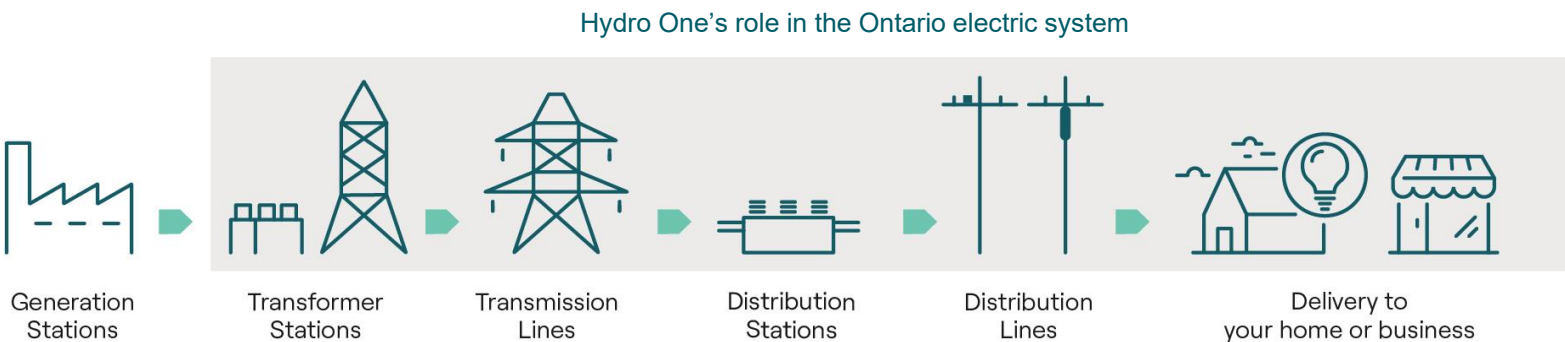 Hydro One’s role in the Ontario electric system
Generation
Stations
Transformer
Stations
Transmission
Lines
Distribution
Stations
Distribution
Lines
Delivery to
your home or business